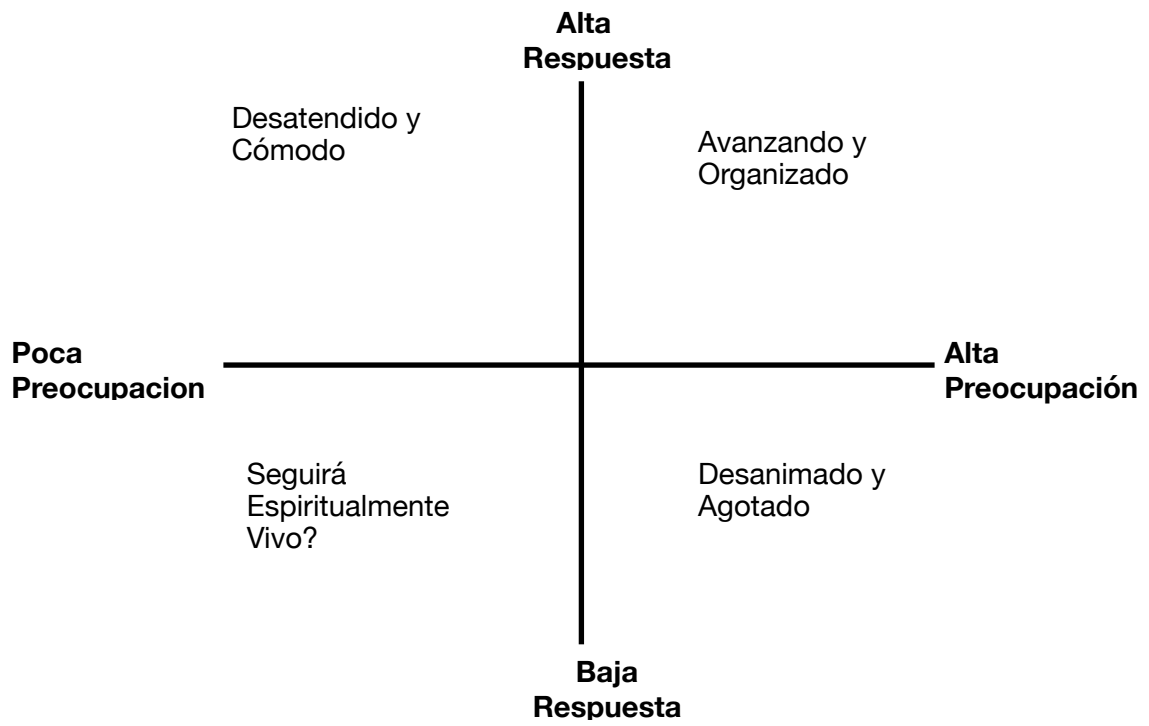 Alta
Respuesta
Desatendido y
Cómodo
Avanzando y
Organizado
Poca
Preocupacion
Alta
Preocupación
Seguirá
Espiritualmente
Vivo?
Desanimado y
Agotado
Baja
Respuesta